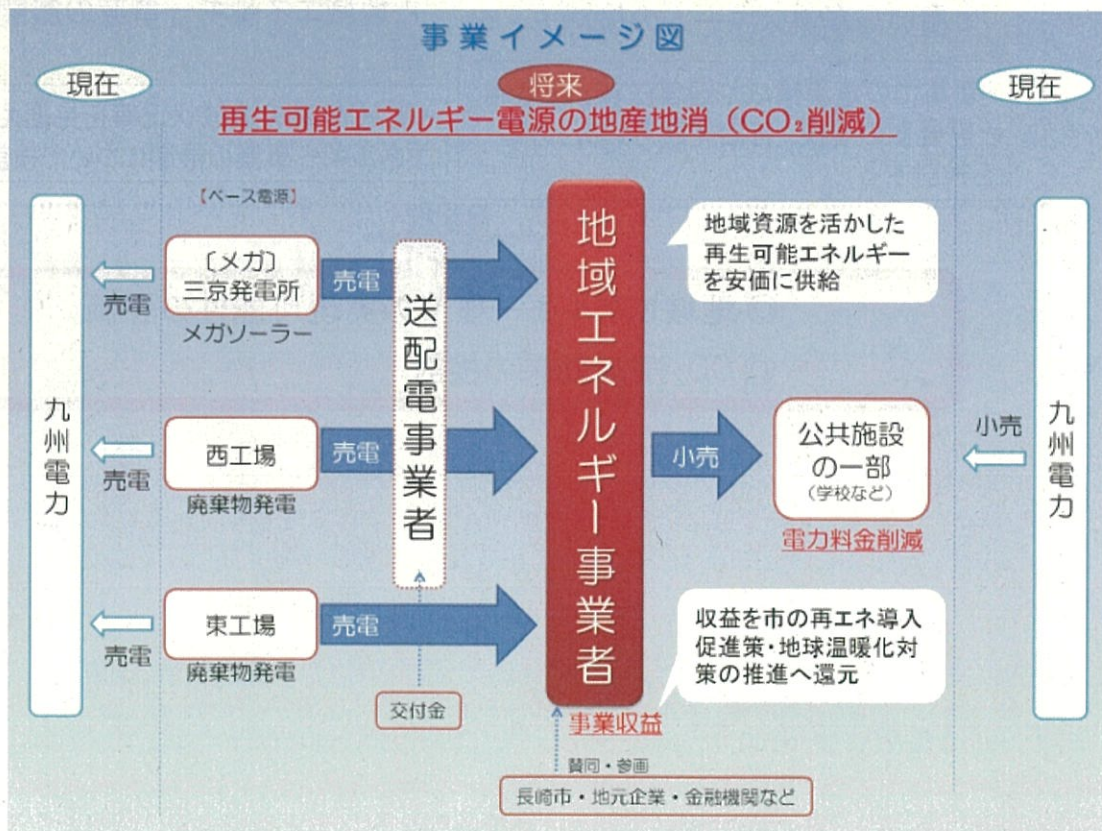 事業イメージ図
現在
将来
現在
再生可能エネルギー電源の地産地消（CO₂削減）
九州電力
売電
売電
売電
【ベース電源】
〔メガ〕
三京発電所
メガソーラー
西工場
廃棄物発電
東工場
廃棄物発電
売電
売電
売電
送配電事業者
交付金
地域エネルギー事業者
事業収益
賛同・参画
長崎市・地元企業・金融機関など
地域資源を活かした
再生可能エネルギー
を安価に供給
小売
公共施設
の一部
（学校など）
電力料金削減
収益を市の再エネ導入
促進策・地球温暖化対
策の推進へ還元
小売
九州電力